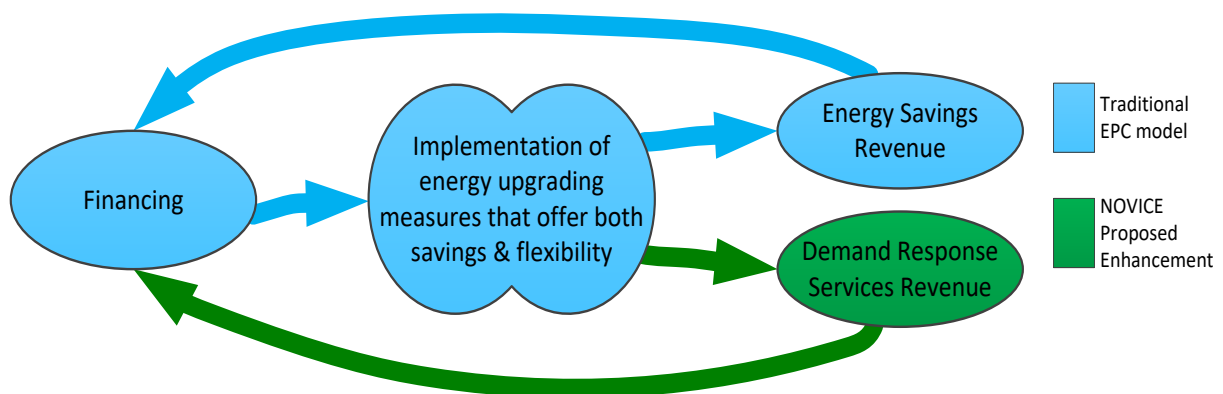 Financing
Implementation of
energy upgrading
measures that offer both
savings & flexibility
Energy Savings
Revenue
Demand Response
Services Revenue
Traditional
EPC model
NOVICE
Proposed
Enhancement